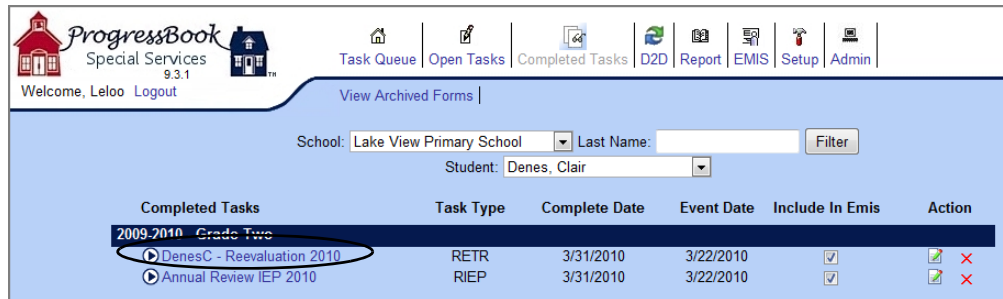 ProgressBook
Special Services
9.3.1
TM
Welcome, Leloo Logout
Task Queue | Open Tasks | Completed Tasks | D2D | Report | EMIS | Setup | Admin |
View Archived Forms |
School: Lake View Primary School Last Name: Filter
Student: Denes, Clair
Completed Tasks Task Type Complete Date Event Date Include In Emis Action
2009-2010 Grade Two
DenesC - Reevaluation 2010 RETR 3/31/2010 3/22/2010
Annual Review IEP 2010 RIEP 3/31/2010 3/22/2010